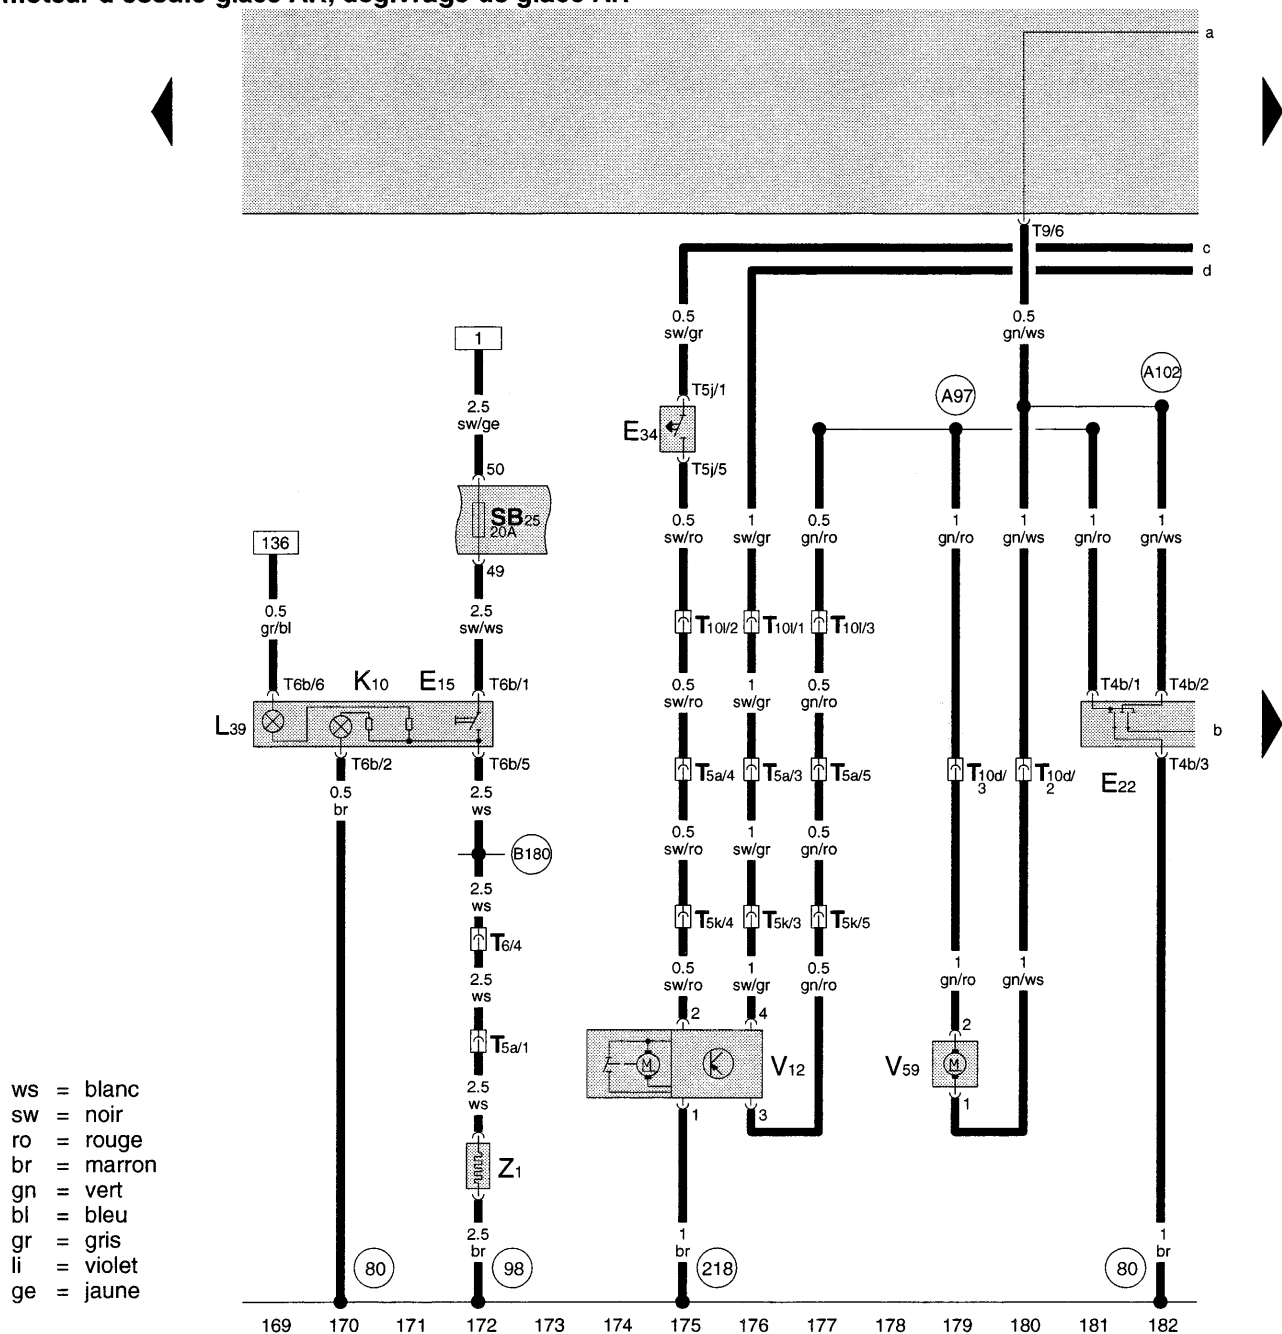 moteur d'essuie-glace AR, dégivrage de glace AR
a
T9/6
c
d
0.5
sw/gr
0.5
gn/ws
1
A102
T5j/1
A97
2.5
sw/ge
E34
T5j/5
50
SB25
20A
0.5
sw/ro
1
sw/gr
0.5
gn/ro
1
gn/ro
1
gn/ws
1
gn/ro
1
gn/ws
136
49
0.5
gr/bl
2.5
sw/ws
T10l/2
T10l/1
T10l/3
T6b/6
K10
E15
T6b/1
0.5
sw/ro
1
sw/gr
0.5
gn/ro
T4b/1
T4b/2
L39
b
T6b/2
T6b/5
T5a/4
T5a/3
T5a/5
T10d/
3
T10d/
2
T4b/3
E22
0.5
br
2.5
ws
0.5
sw/ro
1
sw/gr
0.5
gn/ro
B180
2.5
ws
T5k/4
T5k/3
T5k/5
T6/4
2.5
ws
0.5
sw/ro
1
sw/gr
0.5
gn/ro
1
gn/ro
1
gn/ws
2
4
2
T5a/1
M
V12
V59
M
2.5
ws
1
3
1
Z1
ws = blanc
sw = noir
ro = rouge
br = marron
gn = vert
bl = bleu
gr = gris
li = violet
ge = jaune
2.5
br
1
br
1
br
80
98
218
80
169 170 171 172 173 174 175 176 177 178 179 180 181 182